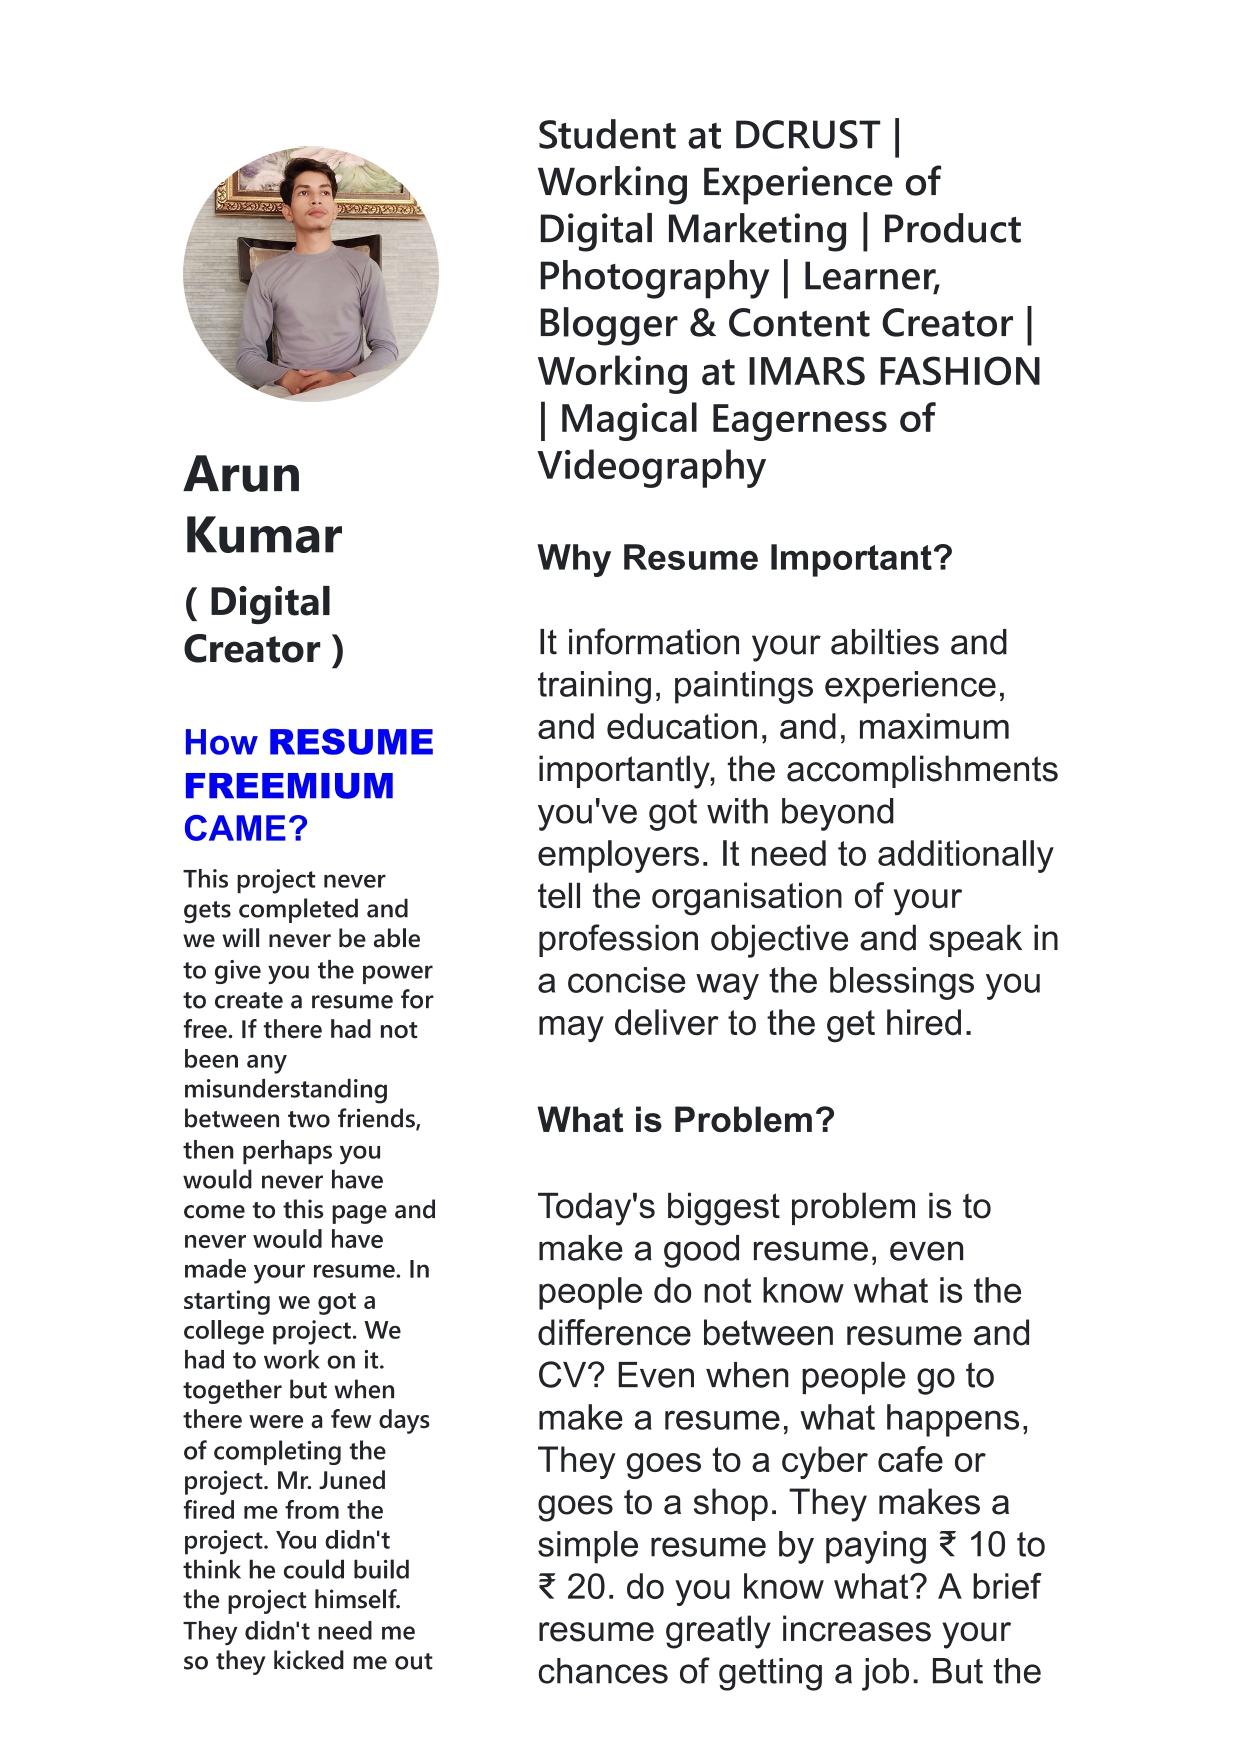 Arun
Kumar
( Digital
Creator )
How RESUME
FREEMIUM
CAME?
This project never
gets completed and
we will never be able
to give you the power
to create a resume for
free. If there had not
been any
misunderstanding
between two friends,
then perhaps you
would never have
come to this page and
never would have
made your resume. In
starting we got a
college project. We
had to work on it.
together but when
there were a few days
of completing the
project. Mr. Juned
fired me from the
project. You didn't
think he could build
the project himself.
They didn't need me
so they kicked me out
Student at DCRUST |
Working Experience of
Digital Marketing | Product
Photography | Learner,
Blogger & Content Creator |
Working at IMARS FASHION
| Magical Eagerness of
Videography
Why Resume Important?
It information your abilties and
training, paintings experience,
and education, and, maximum
importantly, the accomplishments
you've got with beyond
employers. It need to additionally
tell the organisation of your
profession objective and speak in
a concise way the blessings you
may deliver to the get hired.
What is Problem?
Today's biggest problem is to
make a good resume, even
people do not know what is the
difference between resume and
CV? Even when people go to
make a resume, what happens,
They goes to a cyber cafe or
goes to a shop. They makes a
simple resume by paying ₹ 10 to
₹ 20. do you know what? A brief
resume greatly increases your
chances of getting a job. But the